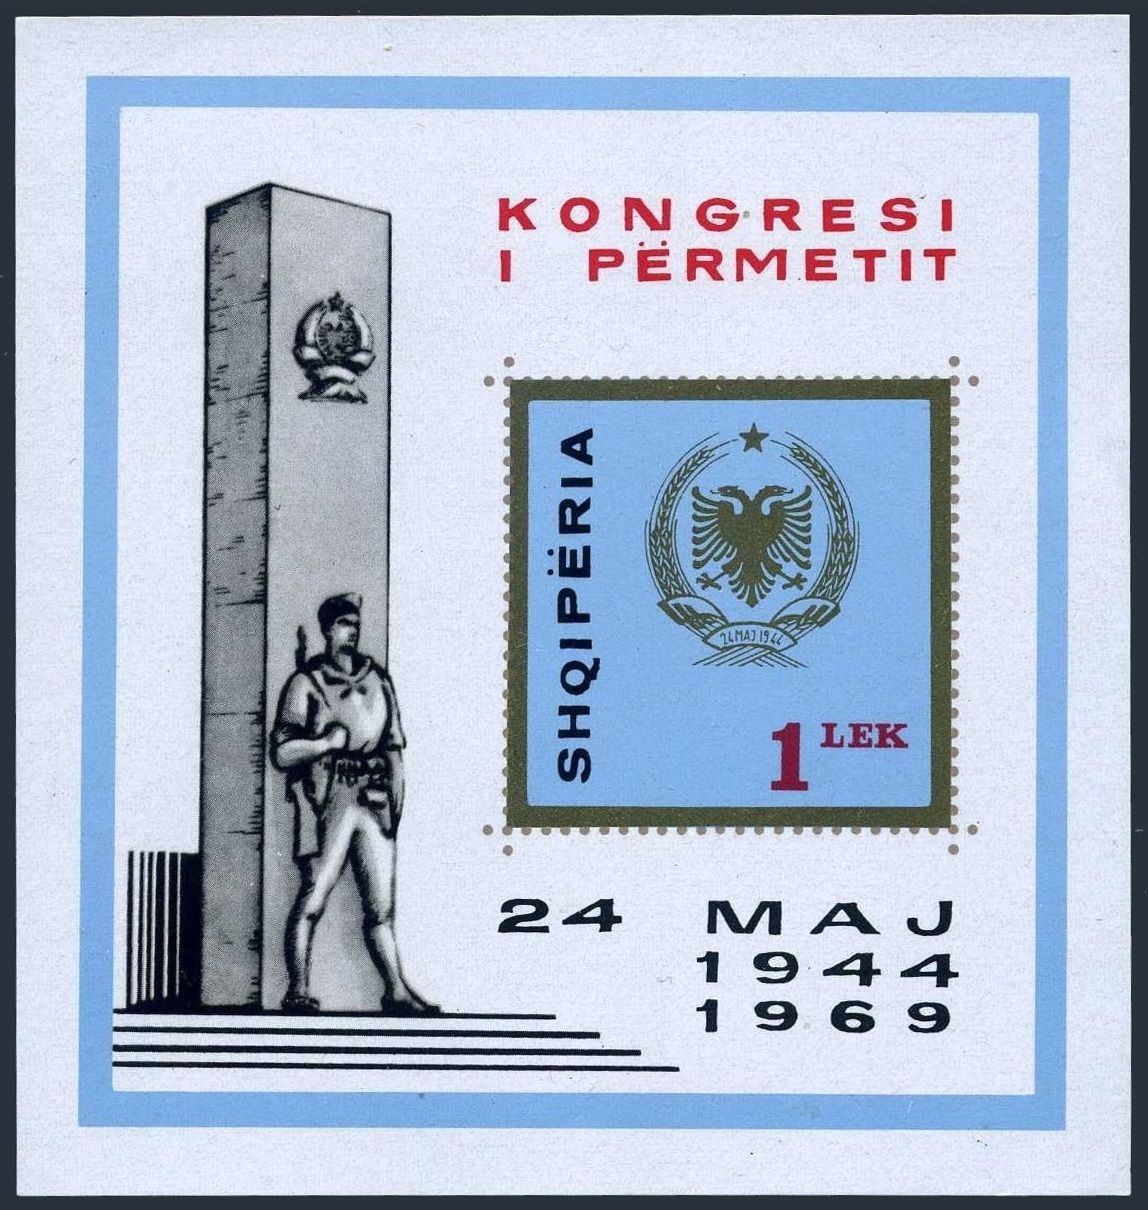 KONGRESI
I PËRMETIT
SHQIPËRIA
24 MAJ 1944
1 LEK
24 MAJ
1944
1969